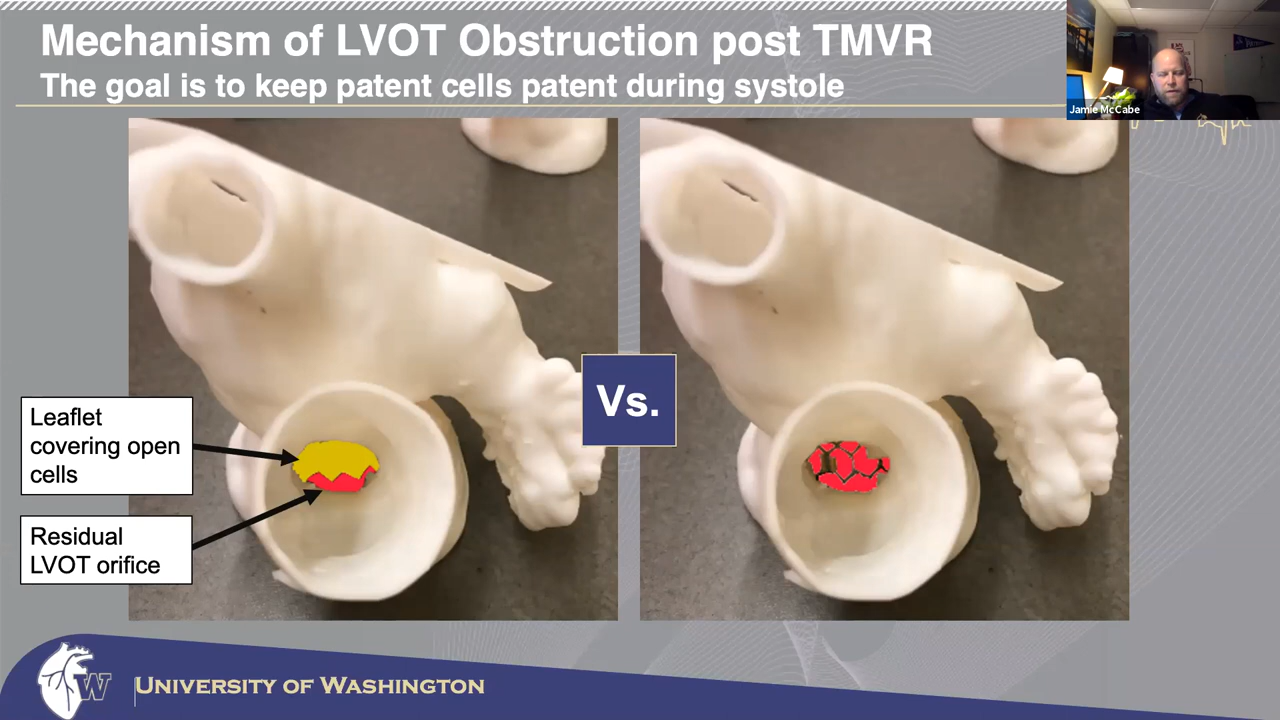 Mechanism of LVOT Obstruction post TMVR
The goal is to keep patent cells patent during systole
Jamie McCabe
Vs.
Leaflet
covering open
cells
Residual
LVOT orifice
W
UNIVERSITY OF WASHINGTON